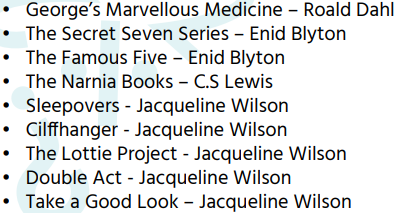 • George’s Marvellous Medicine – Roald Dahl
• The Secret Seven Series – Enid Blyton
• The Famous Five – Enid Blyton
• The Narnia Books – C.S Lewis
• Sleepovers - Jacqueline Wilson
• Cilffhanger - Jacqueline Wilson
• The Lottie Project - Jacqueline Wilson
• Double Act - Jacqueline Wilson
• Take a Good Look – Jacqueline Wilson